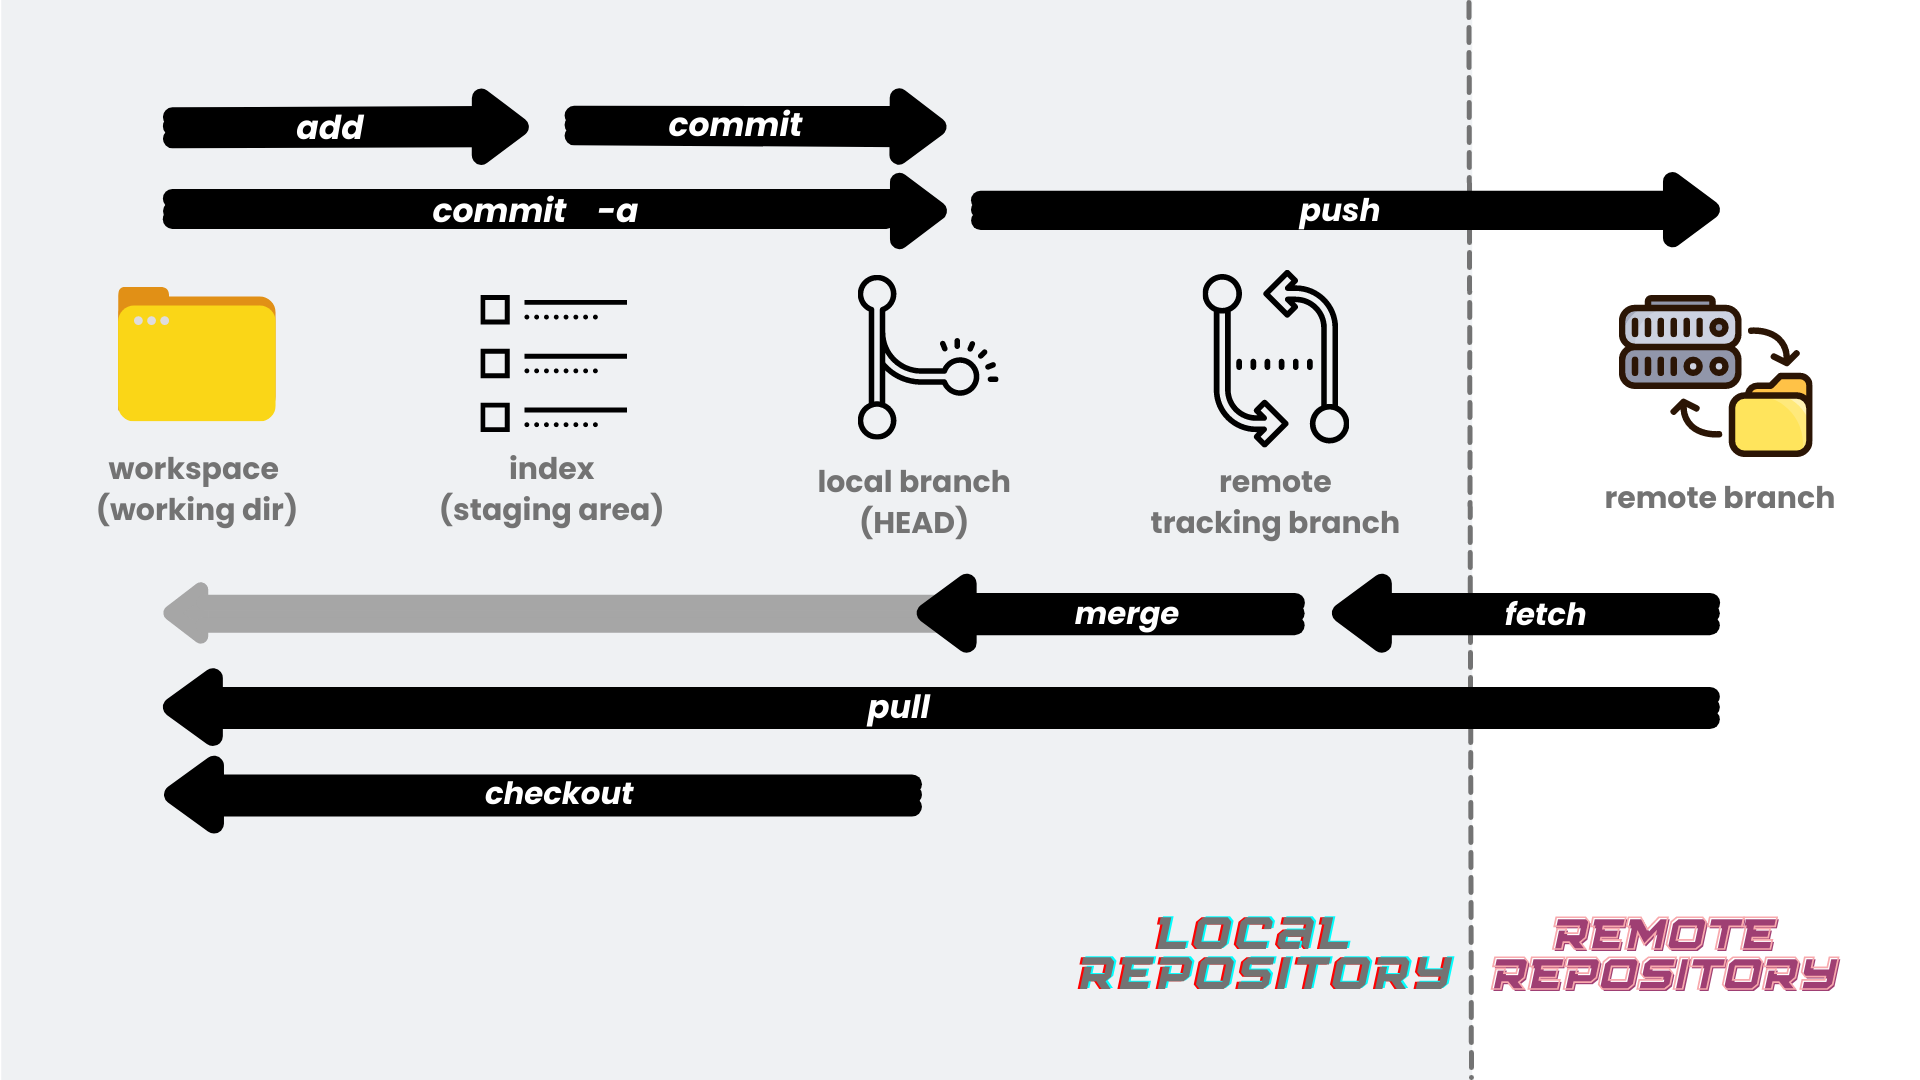 add
commit
commit -a
push
workspace
(working dir)
index
(staging area)
local branch
(HEAD)
remote
tracking branch
remote branch
merge
fetch
pull
checkout
LOCAL
REPOSITORY
REMOTE
REPOSITORY